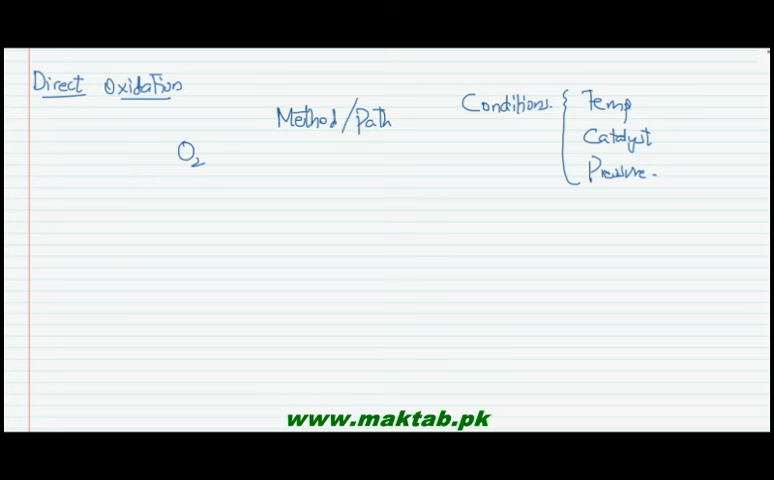 Direct Oxidation
Method/Path
O2
Conditions. { Temp
Catalyst
Pressure.
www.maktab.pk